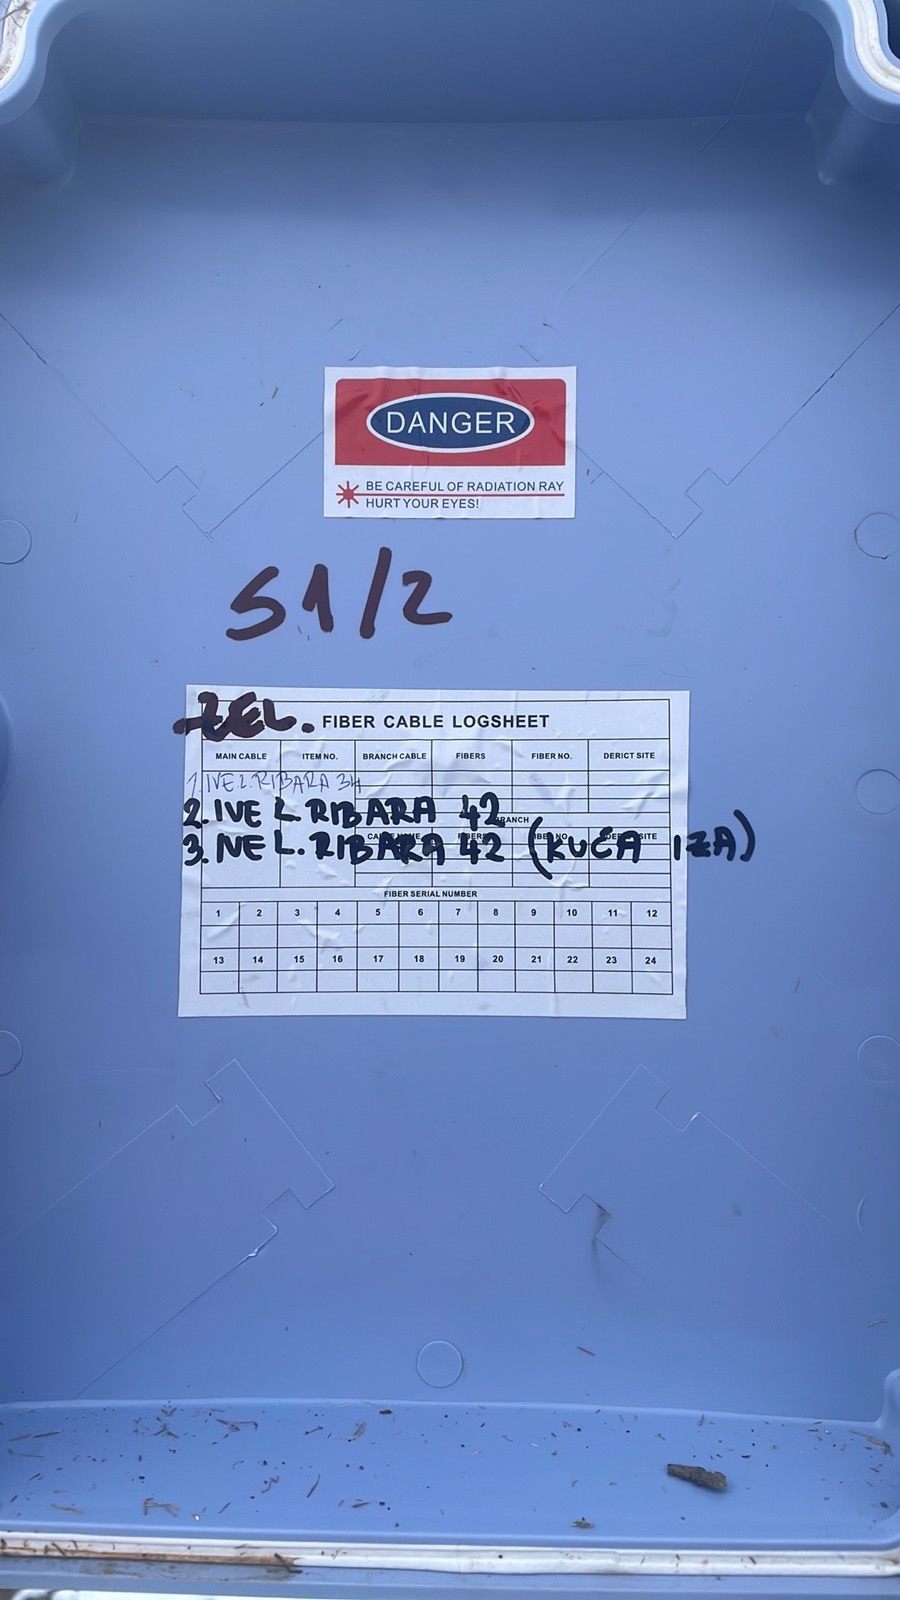 DANGER
BE CAREFUL OF RADIATION RAY
HURT YOUR EYES!
S1/2
ZEL. FIBER CABLE LOGSHEET
MAIN CABLE ITEM NO. BRANCH CABLE FIBERS FIBER NO. DERICT SITE
1. IVE L. RIBARA 34
2. IVE L. RIBARA 42
3. IVE L. RIBARA 42 (KUĆA IZA)
FIBER SERIAL NUMBER
1 2 3 4 5 6 7 8 9 10 11 12
13 14 15 16 17 18 19 20 21 22 23 24